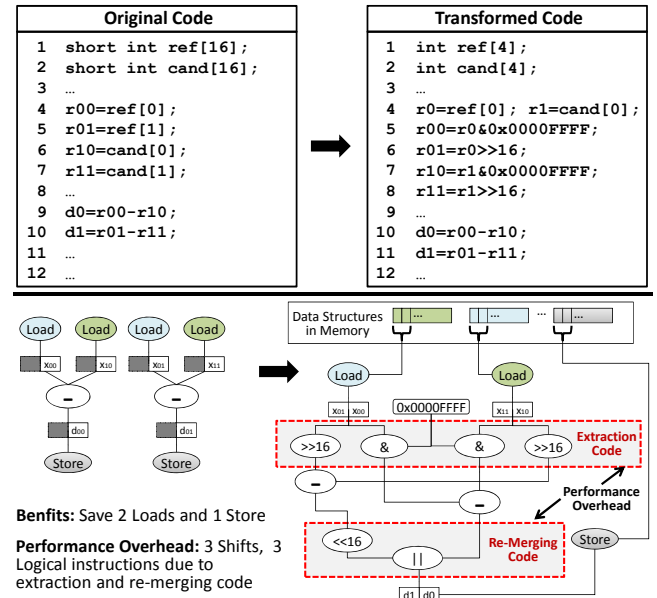 Original Code
1 short int ref[16];
2 short int cand[16];
3 …
4 r00=ref[0];
5 r01=ref[1];
6 r10=cand[0];
7 r11=cand[1];
8 …
9 d0=r00-r10;
10 d1=r01-r11;
11 …
12 …
Transformed Code
1 int ref[4];
2 int cand[4];
3 …
4 r0=ref[0]; r1=cand[0];
5 r00=r0&0x0000FFFF;
6 r01=r0>>16;
7 r10=r1&0x0000FFFF;
8 r11=r1>>16;
9 …
10 d0=r00-r10;
11 d1=r01-r11;
12 …
Load Load Load Load
x00 x10 x01 x11
- -
d00 d01
Store Store
Benfits: Save 2 Loads and 1 Store
Performance Overhead: 3 Shifts, 3
Logical instructions due to
extraction and re-merging code
Data Structures
in Memory
... ... ...
Load Load
x01 x00 0x0000FFFF x11 x10
>>16 & & >>16
Extraction
Code
- -
Performance
Overhead
<<16
||
Re-Merging
Code
Store
d1 d0